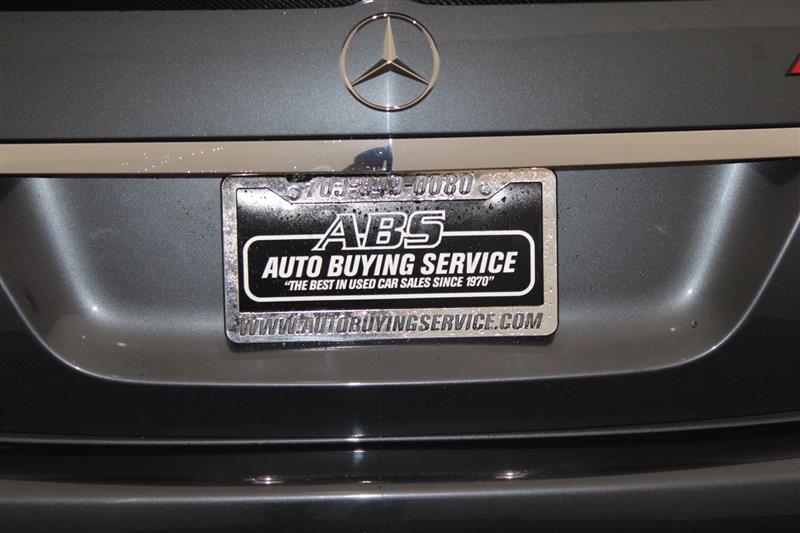 ABS
AUTO BUYING SERVICE
"THE BEST IN USED CAR SALES SINCE 1970"
WWW.AUTOBUYINGSERVICE.COM